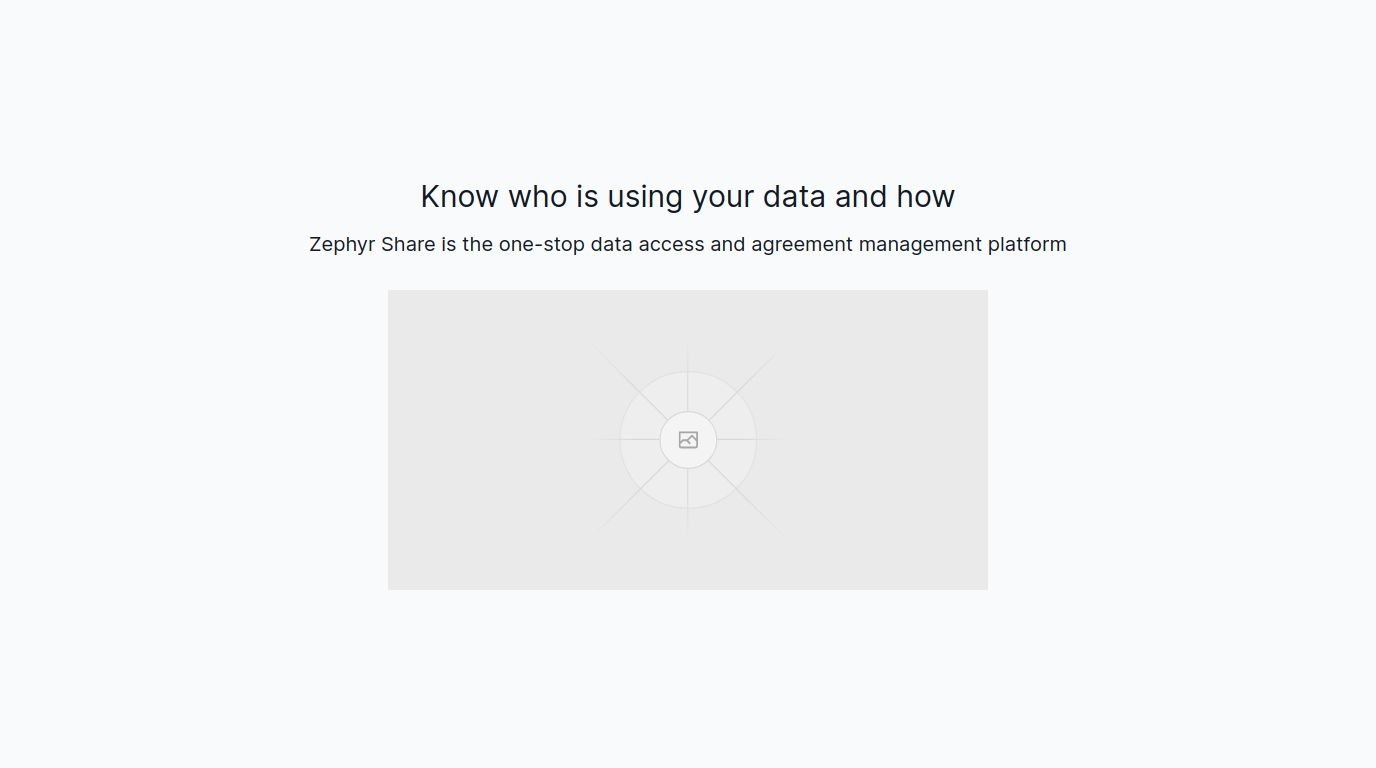 Know who is using your data and how
Zephyr Share is the one-stop data access and agreement management platform